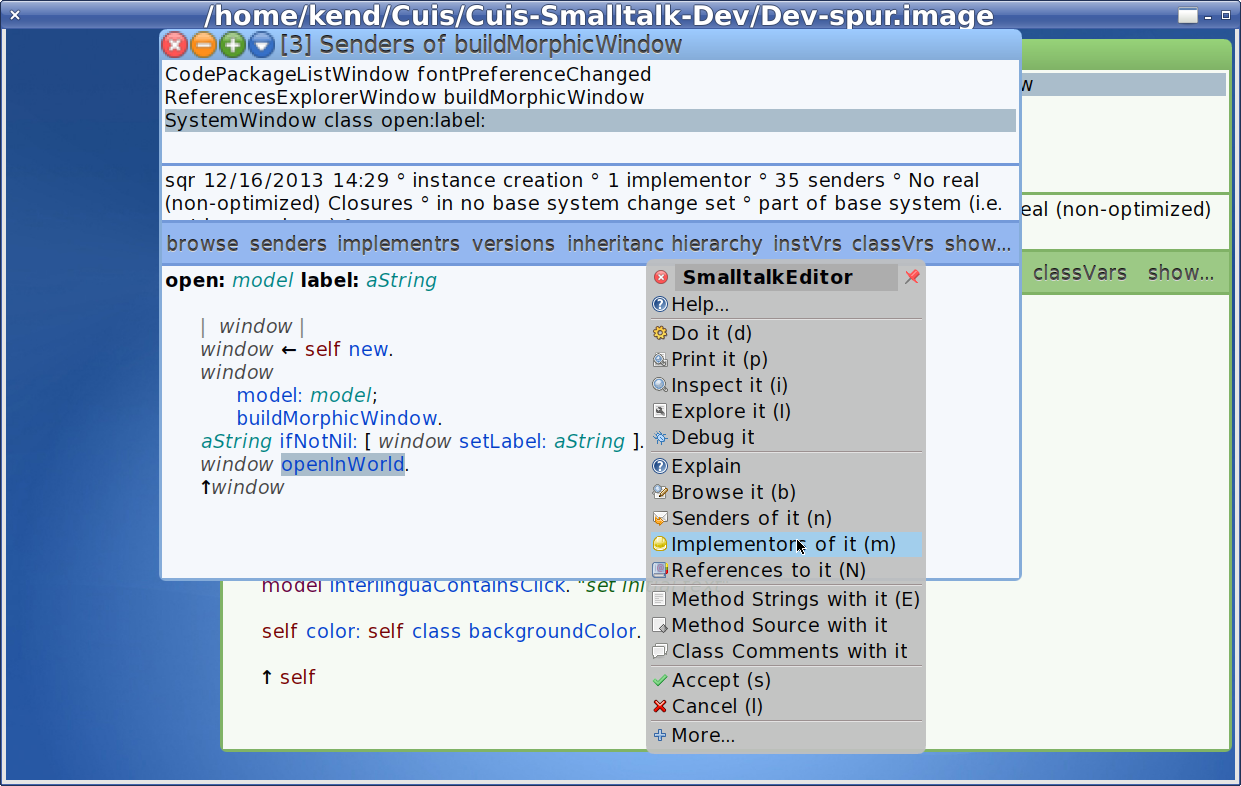 /home/kend/Cuis/Cuis-Smalltalk-Dev/Dev-spur.image
[3] Senders of buildMorphicWindow
CodePackageListWindow fontPreferenceChanged
ReferencesExplorerWindow buildMorphicWindow
SystemWindow class open:label:
sqr 12/16/2013 14:29 ° instance creation ° 1 implementor ° 35 senders ° No real
(non-optimized) Closures ° in no base system change set ° part of base system (i.e.
browse senders implementrs versions inheritanc hierarchy instVrs classVrs show...
open: model label: aString
| window |
window ← self new.
window
model: model;
buildMorphicWindow.
aString ifNotNil: [ window setLabel: aString ].
window openInWorld.
↑window
eal (non-optimized)
classVars show...
model InterlinguaContainsClick. "set
self color: self class backgroundColor.
↑ self
SmalltalkEditor
Help...
Do it (d)
Print it (p)
Inspect it (i)
Explore it (I)
Debug it
Explain
Browse it (b)
Senders of it (n)
Implementors of it (m)
References to it (N)
Method Strings with it (E)
Method Source with it
Class Comments with it
Accept (s)
Cancel (l)
More...